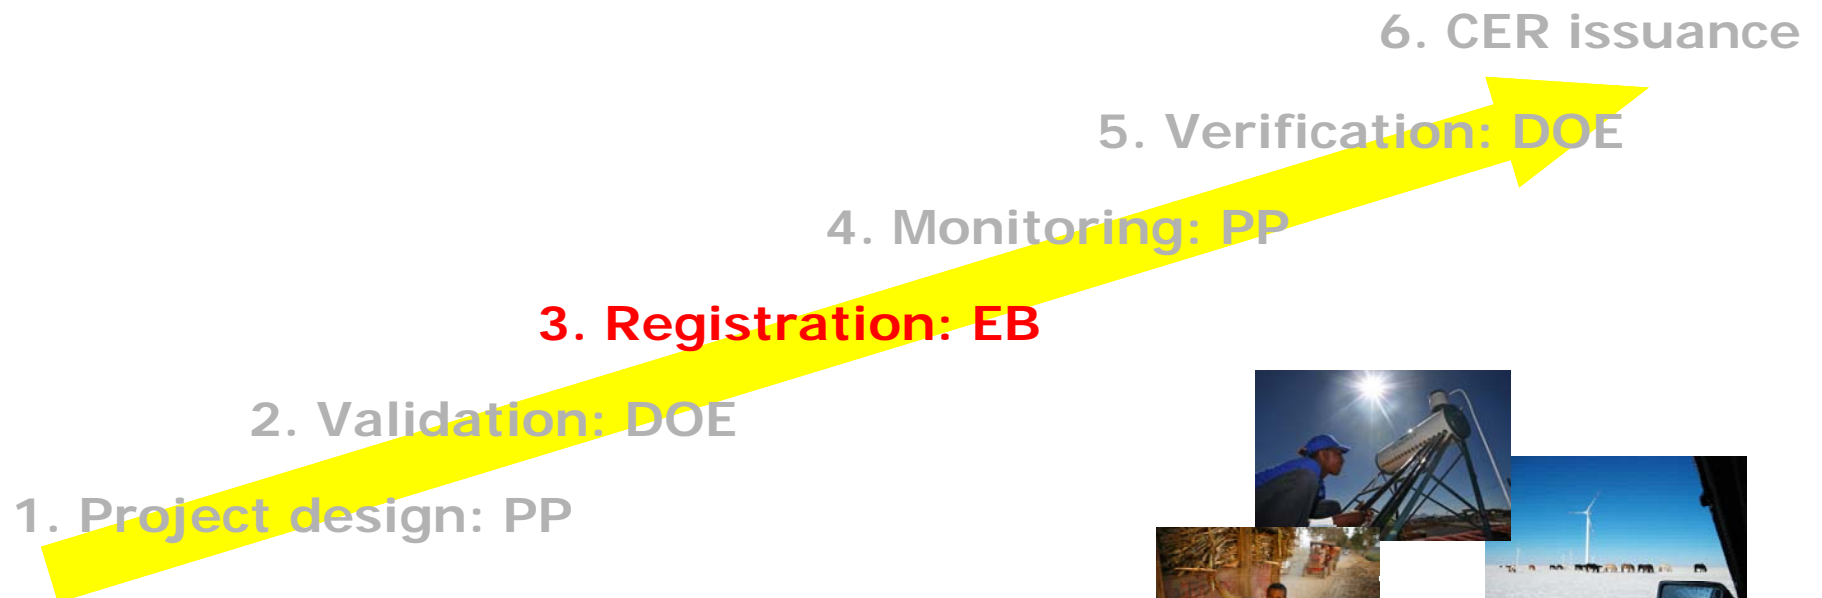 6. CER issuance
5. Verification: DOE
4. Monitoring: PP
3. Registration: EB
2. Validation: DOE
1. Project design: PP